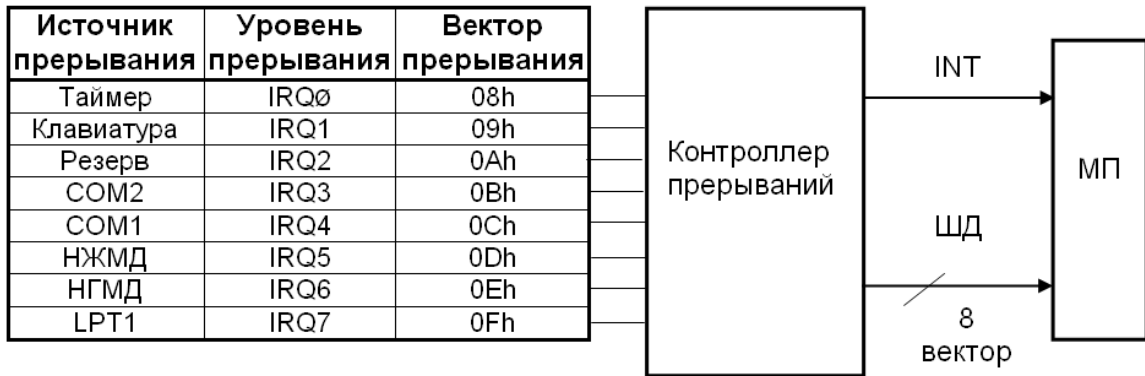 Источник прерывания Уровень прерывания Вектор прерывания
Таймер IRQØ 08h
Клавиатура IRQ1 09h
Резерв IRQ2 0Ah
COM2 IRQ3 0Bh
COM1 IRQ4 0Ch
НЖМД IRQ5 0Dh
НГМД IRQ6 0Eh
LPT1 IRQ7 0Fh
Контроллер
прерываний
INT
ШД
8
вектор
МП